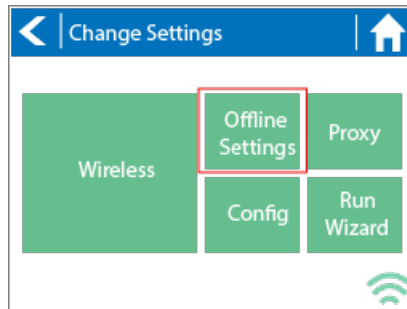 Change Settings
Wireless
Offline
Settings
Proxy
Config
Run
Wizard